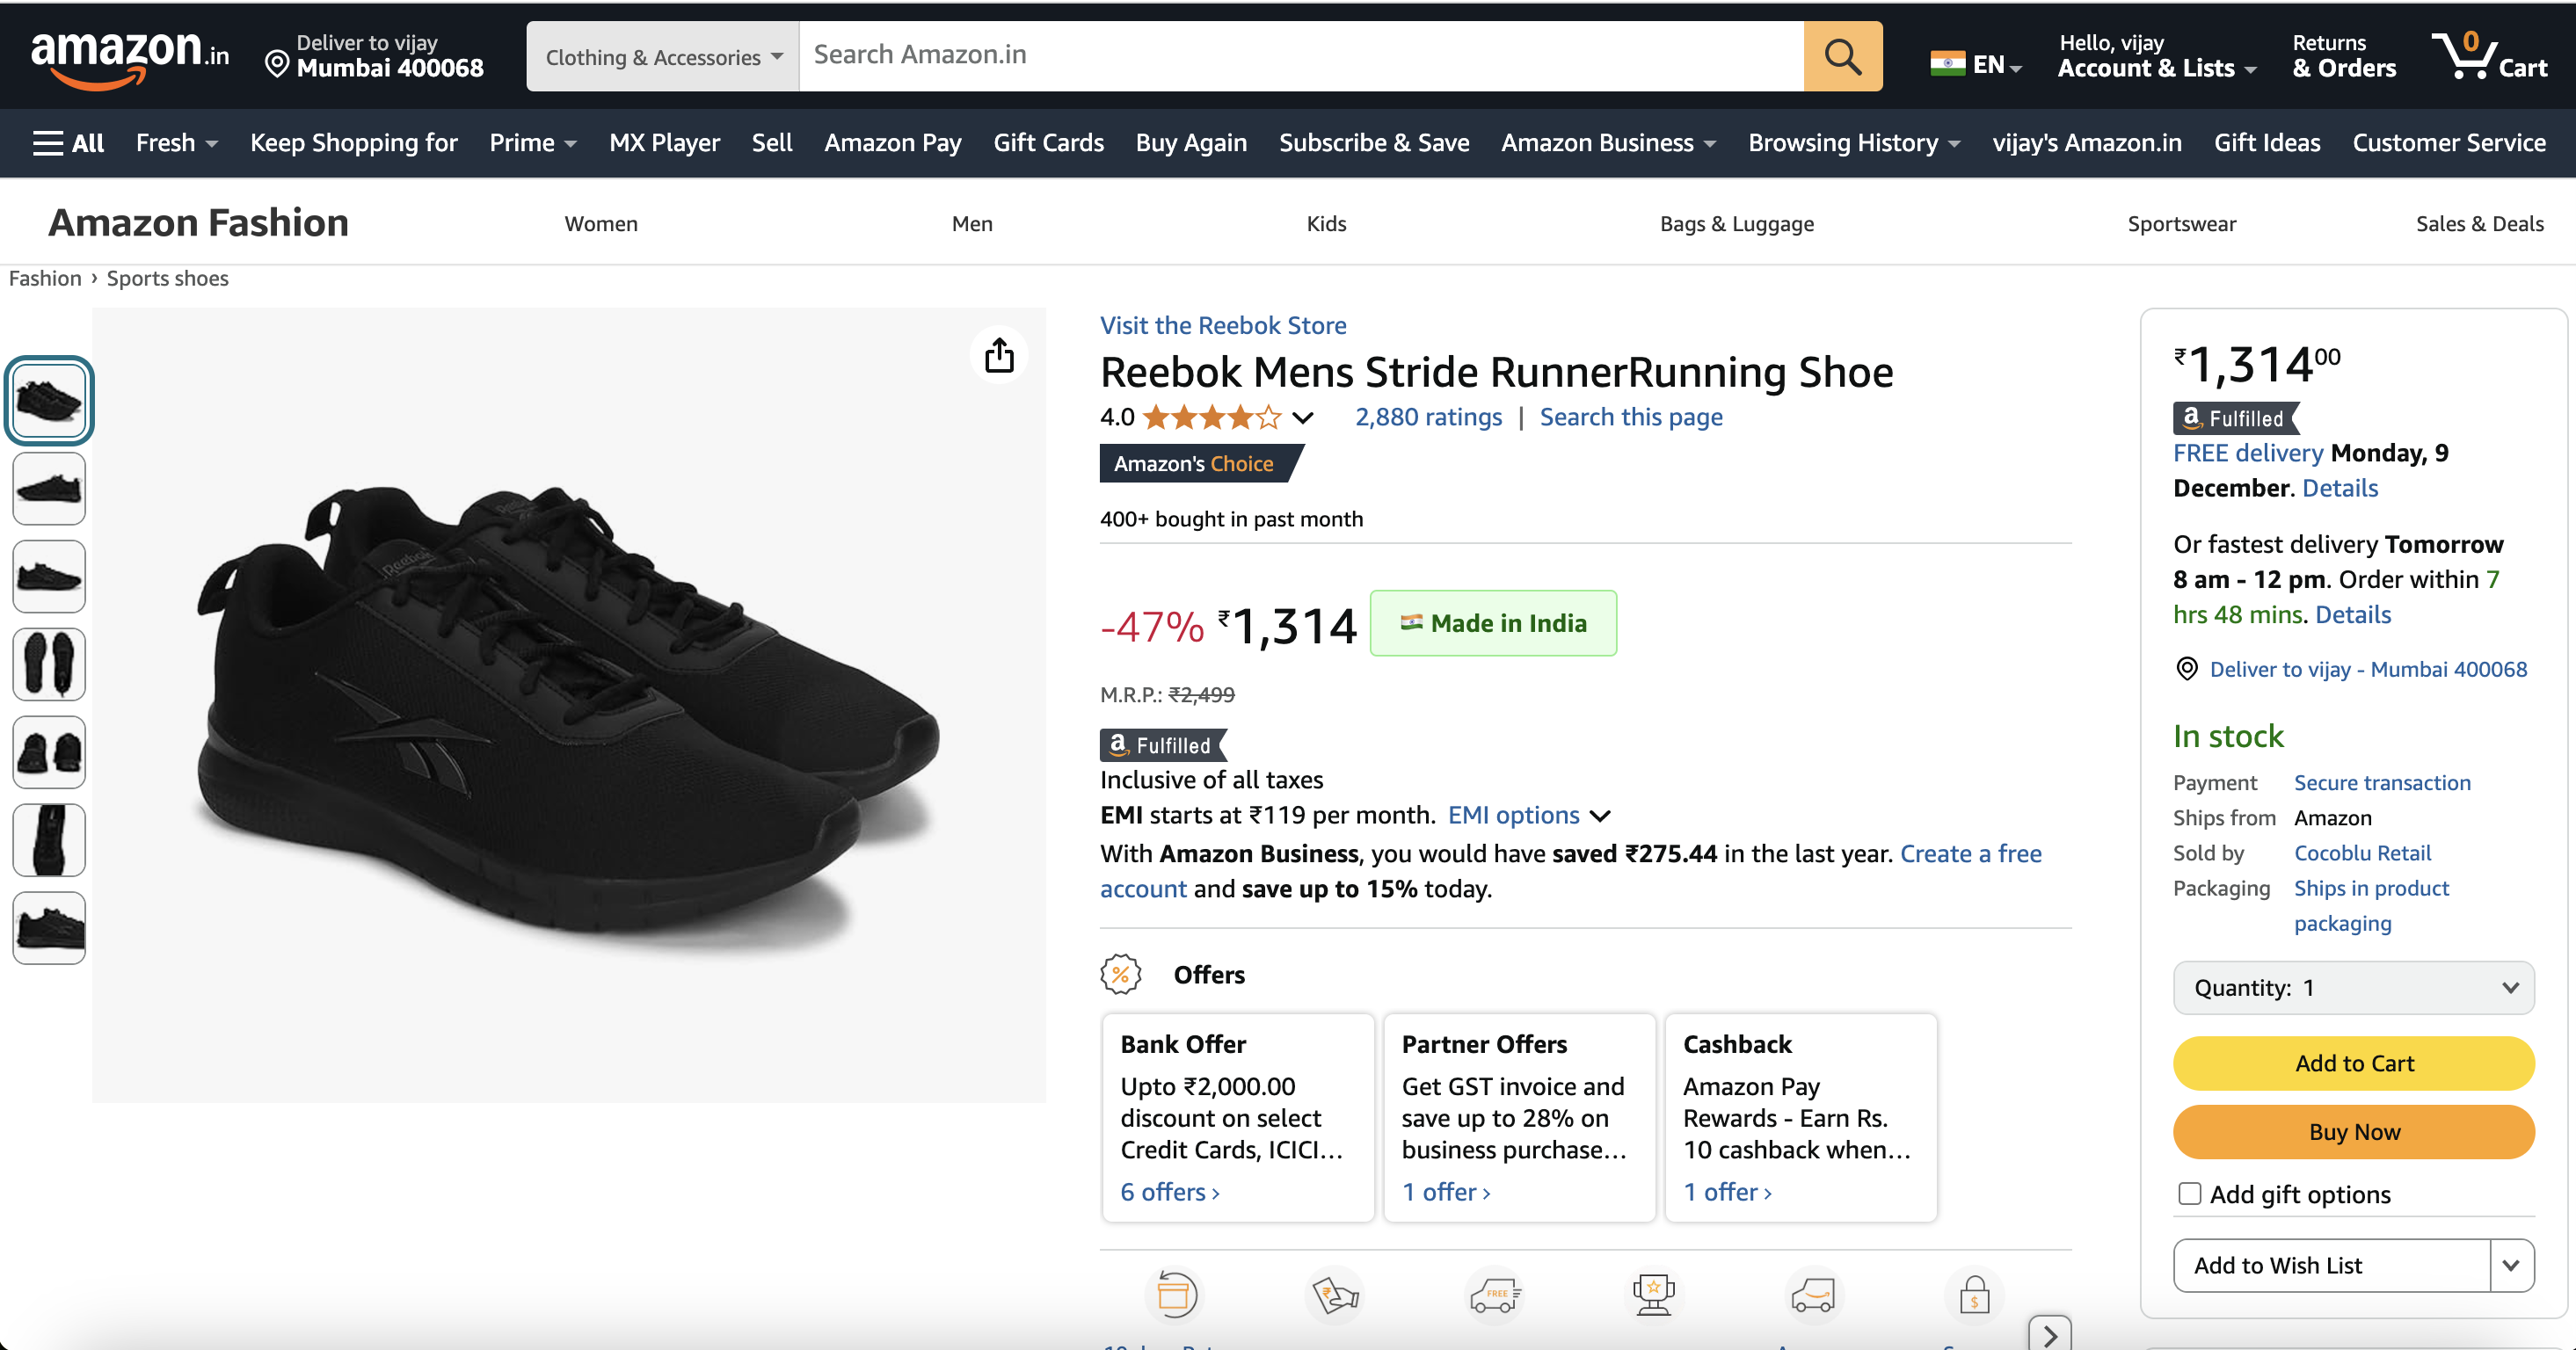 amazon.in
Deliver to vijay
Mumbai 400068
Clothing & Accessories
Search Amazon.in
EN
Hello, vijay
Account & Lists
Returns
& Orders
0
Cart
All
Fresh
Keep Shopping for
Prime
MX Player
Sell
Amazon Pay
Gift Cards
Buy Again
Subscribe & Save
Amazon Business
Browsing History
vijay's Amazon.in
Gift Ideas
Customer Service
Amazon Fashion
Women
Men
Kids
Bags & Luggage
Sportswear
Sales & Deals
Fashion › Sports shoes
Visit the Reebok Store
Reebok Mens Stride RunnerRunning Shoe
4.0
2,880 ratings | Search this page
Amazon's Choice
400+ bought in past month
-47% ₹1,314
Made in India
M.R.P.: ₹2,499
a Fulfilled
Inclusive of all taxes
EMI starts at ₹119 per month. EMI options
With Amazon Business, you would have saved ₹275.44 in the last year. Create a free
account and save up to 15% today.
% Offers
Bank Offer
Upto ₹2,000.00
discount on select
Credit Cards, ICICI…
6 offers ›
Partner Offers
Get GST invoice and
save up to 28% on
business purchase…
1 offer ›
Cashback
Amazon Pay
Rewards - Earn Rs.
10 cashback when…
1 offer ›
₹
FREE
$
₹1,314 00
a Fulfilled
FREE delivery Monday, 9
December. Details
Or fastest delivery Tomorrow
8 am - 12 pm. Order within 7
hrs 48 mins. Details
Deliver to vijay - Mumbai 400068
In stock
Payment Secure transaction
Ships from Amazon
Sold by Cocoblu Retail
Packaging Ships in product
packaging
Quantity: 1
Add to Cart
Buy Now
Add gift options
Add to Wish List
Reebok
Reebok